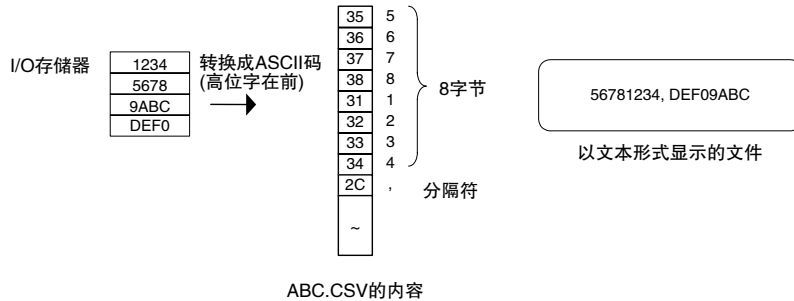 I/O存储器
1234
5678
9ABC
DEF0
转换成ASCII码
(高位字在前)
35 5
36 6
37 7
38 8
31 1
32 2
33 3
34 4
2C ,
~
8字节
分隔符
ABC.CSV的内容
56781234, DEF09ABC
以文本形式显示的文件